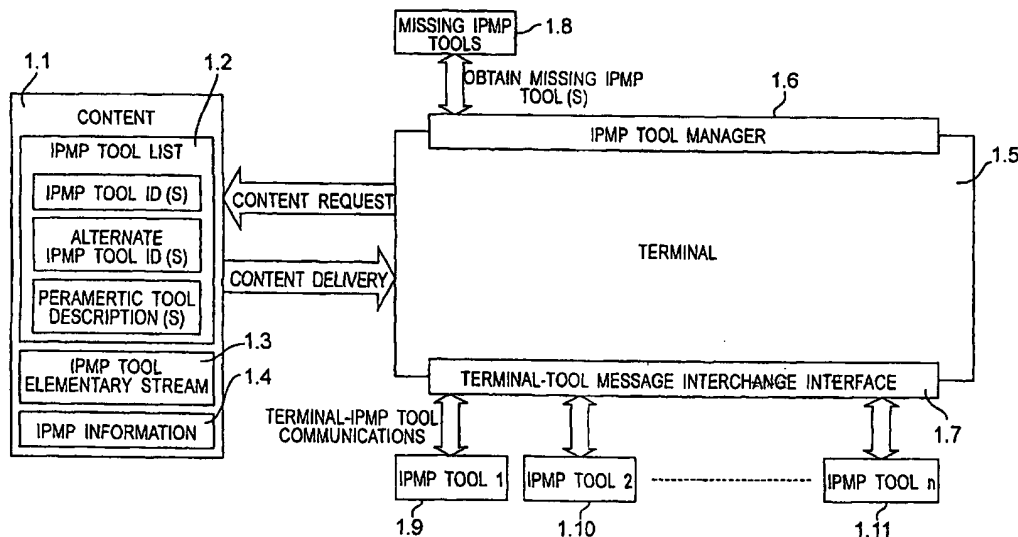 MISSING IPMP
TOOLS
1.8
OBTAIN MISSING IPMP
TOOL (S)
1.1
1.2
CONTENT
IPMP TOOL LIST
IPMP TOOL ID (S)
ALTERNATE
IPMP TOOL ID (S)
PERAMERTIC TOOL
DESCRIPTION (S)
1.3
IPMP TOOL
ELEMENTARY STREAM
1.4
IPMP INFORMATION
CONTENT REQUEST
CONTENT DELIVERY
1.6
IPMP TOOL MANAGER
1.5
TERMINAL
TERMINAL-TOOL MESSAGE INTERCHANGE INTERFACE
1.7
TERMINAL-IPMP TOOL
COMMUNICATIONS
IPMP TOOL 1
IPMP TOOL 2
IPMP TOOL n
1.9
1.10
1.11